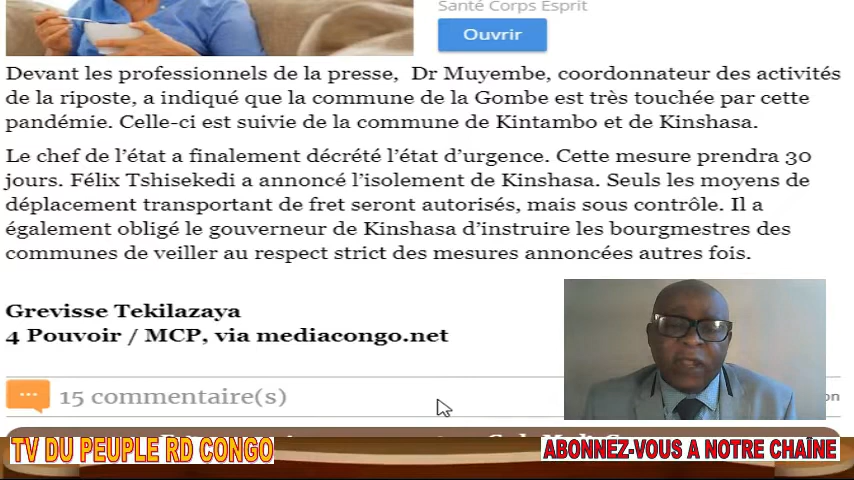 Santé Corps Esprit
Ouvrir
Devant les professionnels de la presse, Dr Muyembe, coordonnateur des activités
de la riposte, a indiqué que la commune de la Gombe est très touchée par cette
pandémie. Celle-ci est suivie de la commune de Kintambo et de Kinshasa.
Le chef de l'état a finalement décrété l'état d'urgence. Cette mesure prendra 30
jours. Félix Tshisekedi a annoncé l'isolement de Kinshasa. Seuls les moyens de
déplacement transportant de fret seront autorisés, mais sous contrôle. Il a
également obligé le gouverneur de Kinshasa d'instruire les bourgmestres des
communes de veiller au respect strict des mesures annoncées autres fois.
Grevisse Tekilazaya
4 Pouvoir / MCP, via mediacongo.net
15 commentaire(s)
TV DU PEUPLE RD CONGO
ABONNEZ-VOUS A NOTRE CHAÎNE